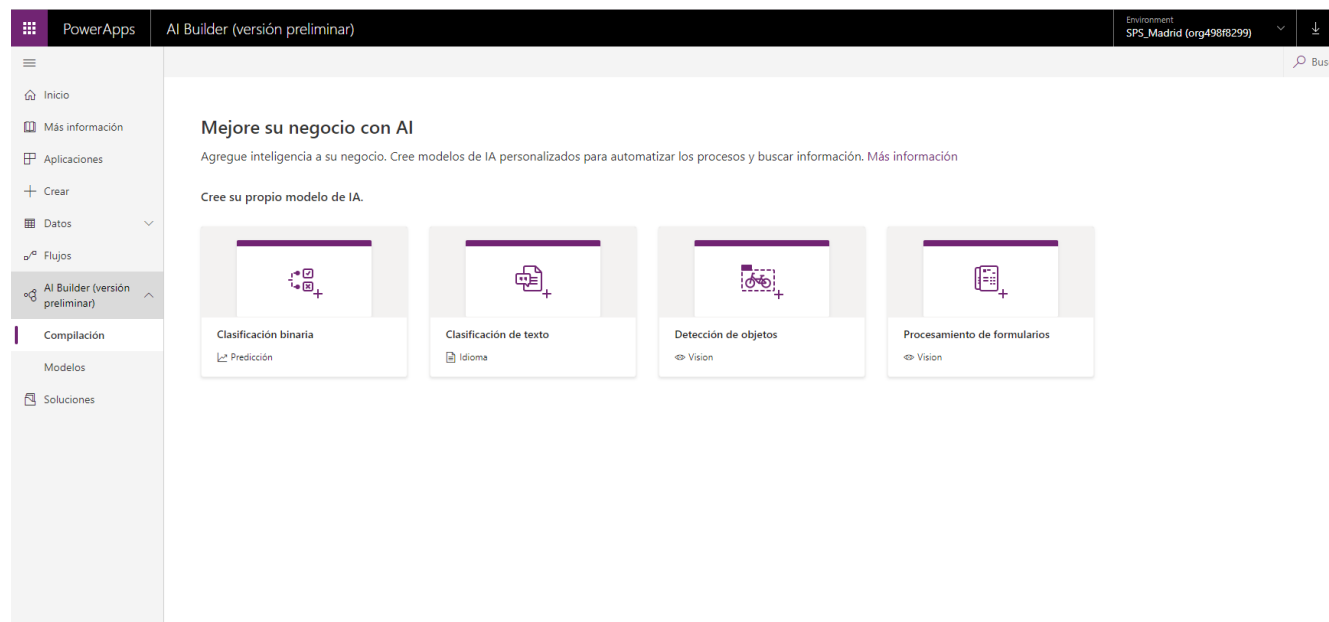 PowerApps
AI Builder (versión preliminar)
Environment
SPS_Madrid (org498f8299)
Bus
Inicio
Más información
Aplicaciones
Crear
Datos
Flujos
AI Builder (versión
preliminar)
Compilación
Modelos
Soluciones
Mejore su negocio con AI
Agregue inteligencia a su negocio. Cree modelos de IA personalizados para automatizar los procesos y buscar información. Más información
Cree su propio modelo de IA.
Clasificación binaria
Predicción
Clasificación de texto
Idioma
Detección de objetos
Vision
Procesamiento de formularios
Vision